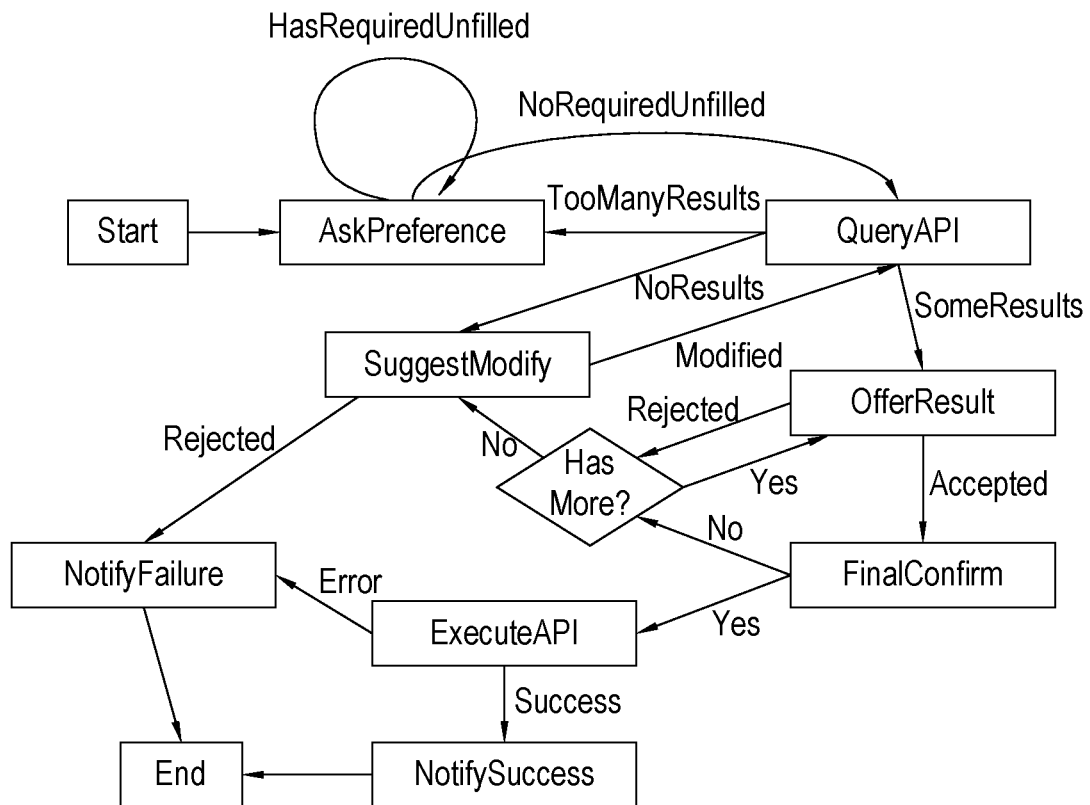 HasRequiredUnfilled
NoRequiredUnfilled
TooManyResults
Start
AskPreference
QueryAPI
NoResults
SomeResults
SuggestModify
Modified
OfferResult
Rejected
Rejected
No
Has
More?
Yes
Accepted
No
NotifyFailure
Error
FinalConfirm
ExecuteAPI
Yes
Success
End
NotifySuccess